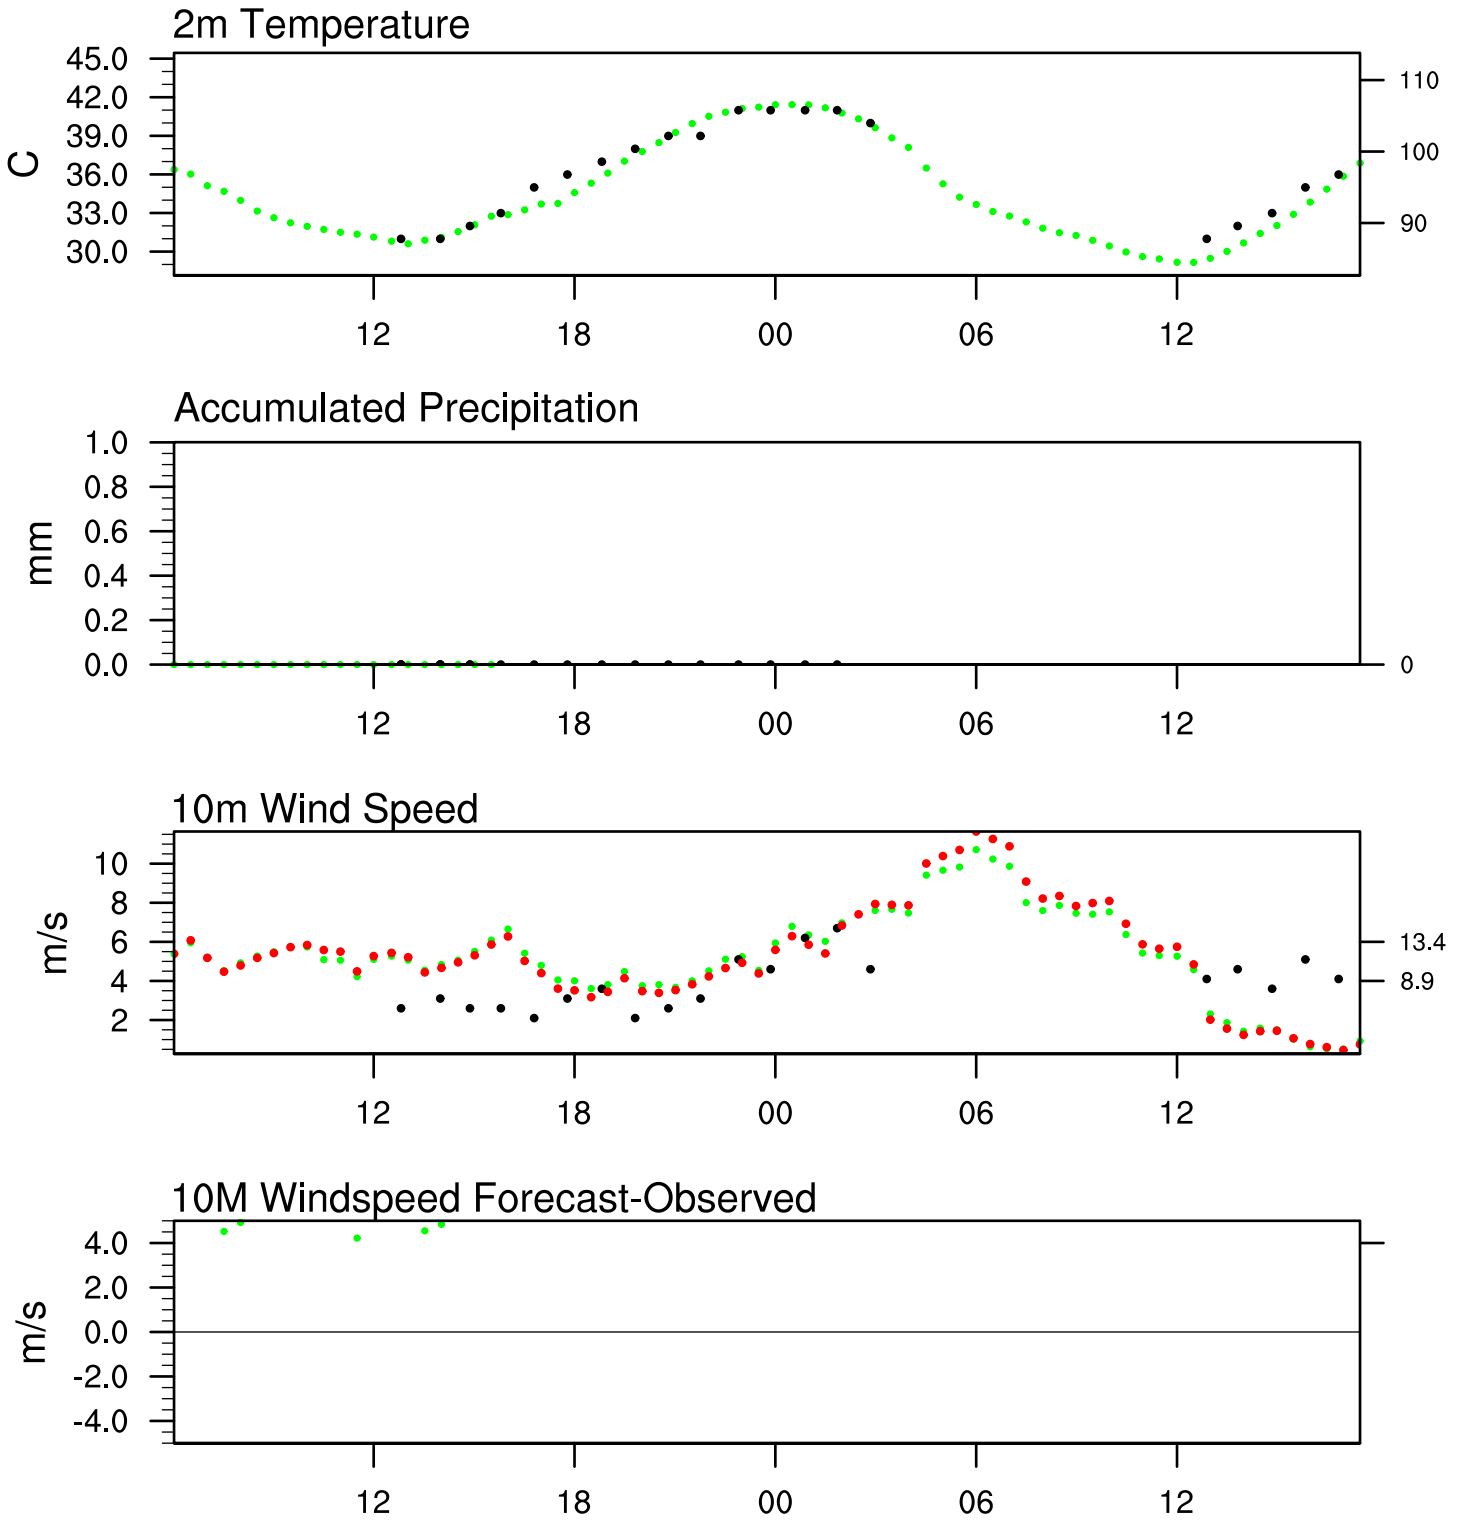 2m Temperature
45.0
42.0
39.0
36.0
33.0
30.0
C
110
100
90
12 18 00 06 12
Accumulated Precipitation
1.0
0.8
0.6
0.4
0.2
0.0
mm
0
12 18 00 06 12
10m Wind Speed
10
8
6
4
2
m/s
13.4
8.9
12 18 00 06 12
10M Windspeed Forecast-Observed
4.0
2.0
0.0
-2.0
-4.0
m/s
12 18 00 06 12